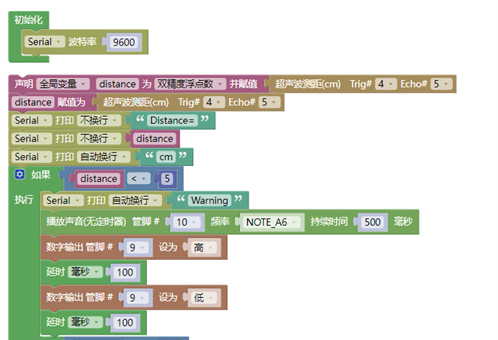 初始化
Serial 波特率 9600
声明 全局变量 distance 为 双精度浮点数 并赋值 超声波测距(cm) Trig# 4 Echo# 5
distance 赋值为 超声波测距(cm) Trig# 4 Echo# 5
Serial 打印 不换行 “ Distance= ”
Serial 打印 不换行 distance
Serial 打印 自动换行 “ cm ”
如果 distance < 5
执行 Serial 打印 自动换行 “ Warning ”
播放声音(无定时器) 管脚 # 10 频率 NOTE_A6 持续时间 500 毫秒
数字输出 管脚 # 9 设为 高
延时 毫秒 100
数字输出 管脚 # 9 设为 低
延时 毫秒 100